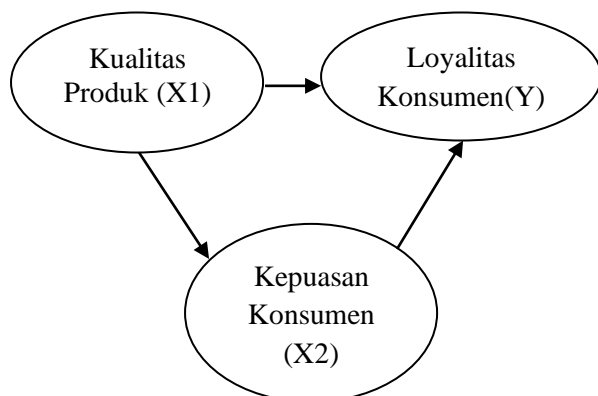 Kualitas
Produk (X1)
Loyalitas
Konsumen(Y)
Kepuasan
Konsumen
(X2)